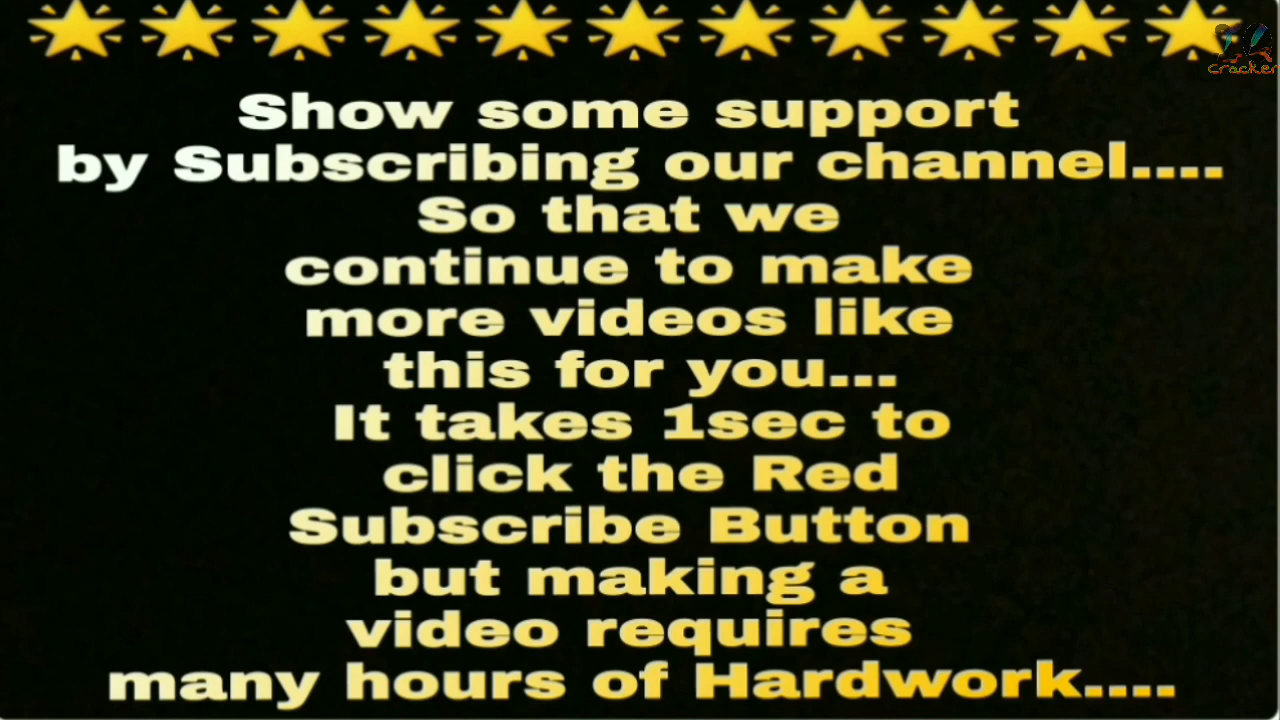 cracker
Show some support
by Subscribing our channel....
So that we
continue to make
more videos like
this for you...
It takes 1sec to
click the Red
Subscribe Button
but making a
video requires
many hours of Hardwork....